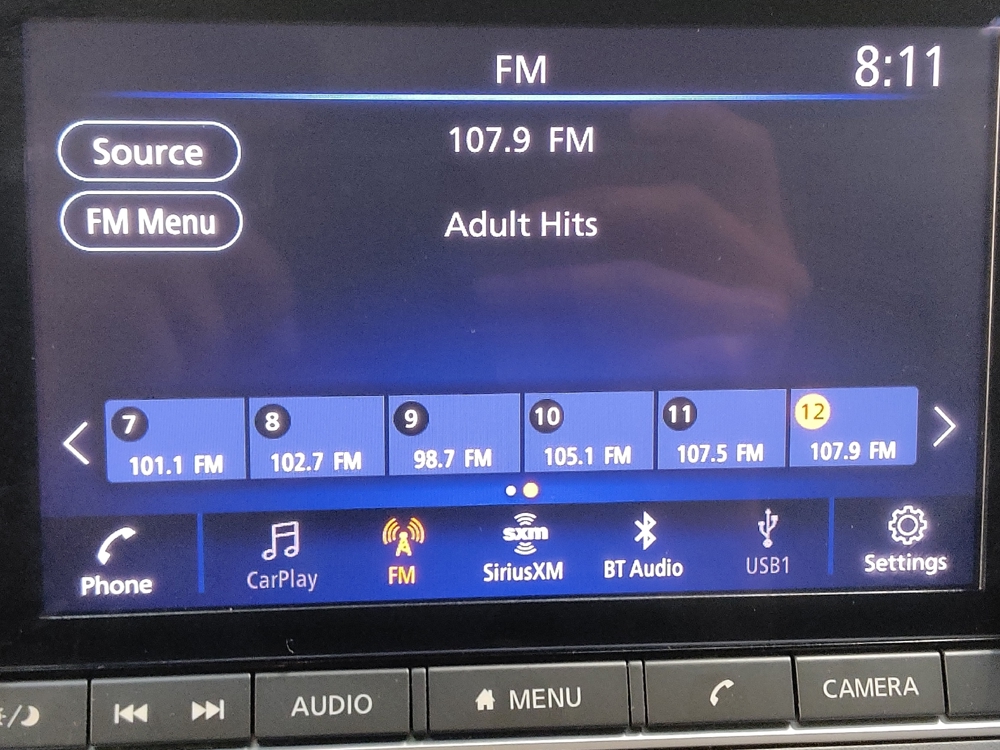 FM
8:11
Source
107.9 FM
FM Menu
Adult Hits
7
8
9
10
11
12
101.1 FM
102.7 FM
98.7 FM
105.1 FM
107.5 FM
107.9 FM
Phone
CarPlay
FM
sxm
SiriusXM
BT Audio
USB1
Settings
AUDIO
MENU
CAMERA